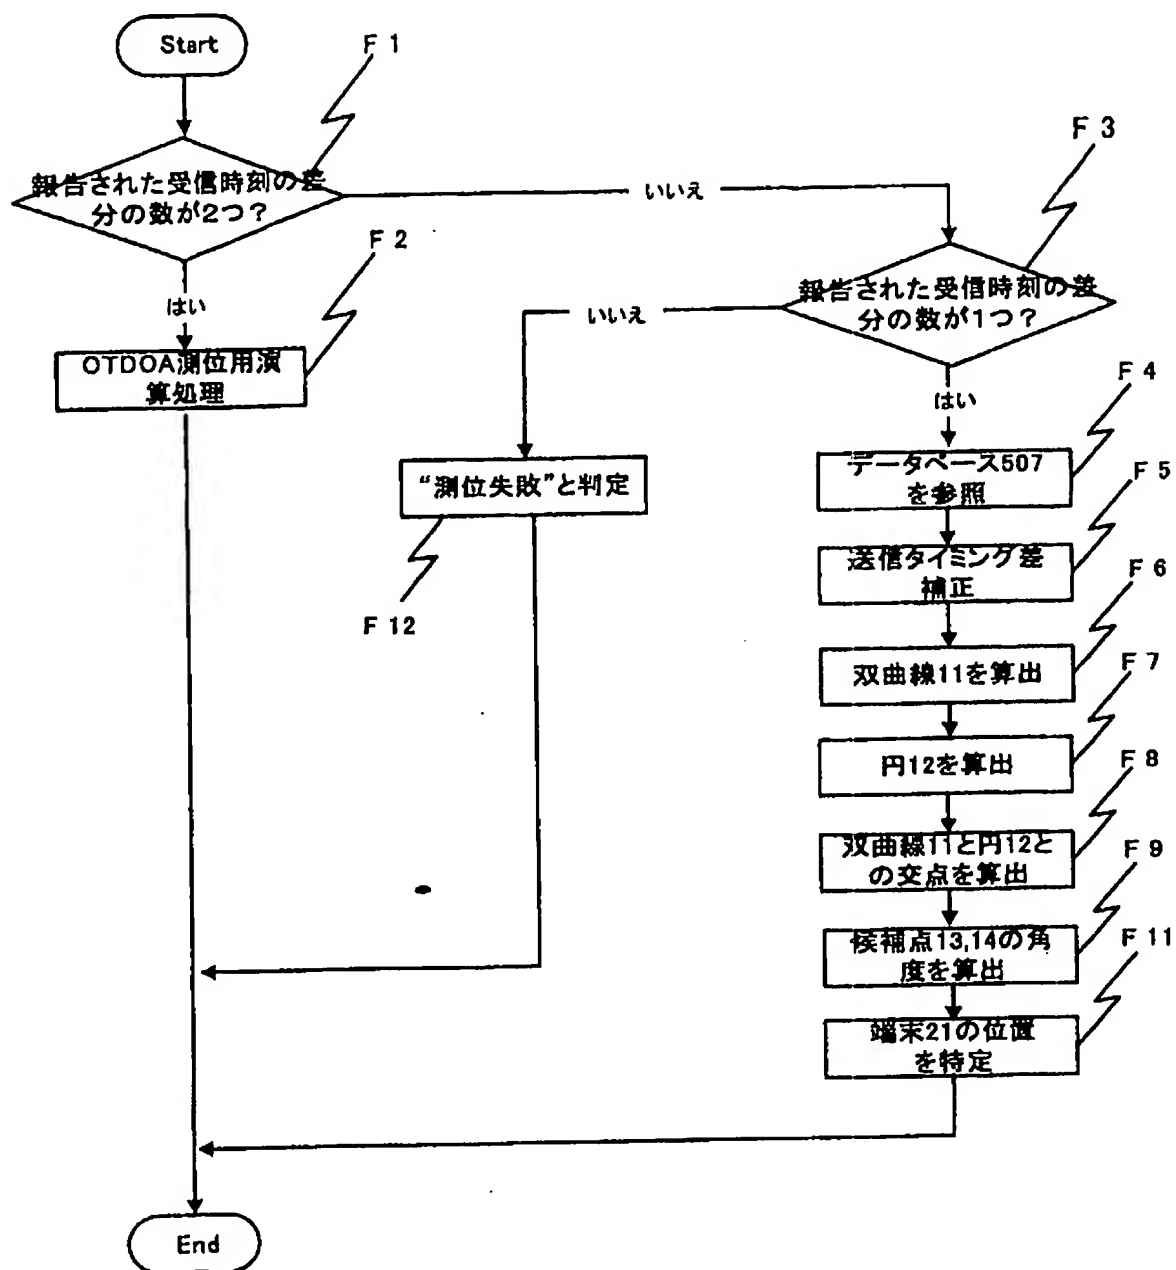 Start
F 1
報告された受信時刻の差
分の数が2つ?
いいえ
F 3
F 2
はい
報告された受信時刻の差
分の数が1つ?
いいえ
OTDOA測位用演
算処理
はい
F 4
データベース507
を参照
“測位失敗”と判定
F 5
送信タイミング差
補正
F 12
F 6
双曲線11を算出
F 7
円12を算出
F 8
双曲線11と円12と
の交点を算出
F 9
候補点13,14の角
度を算出
F 11
端末21の位置
を特定
End